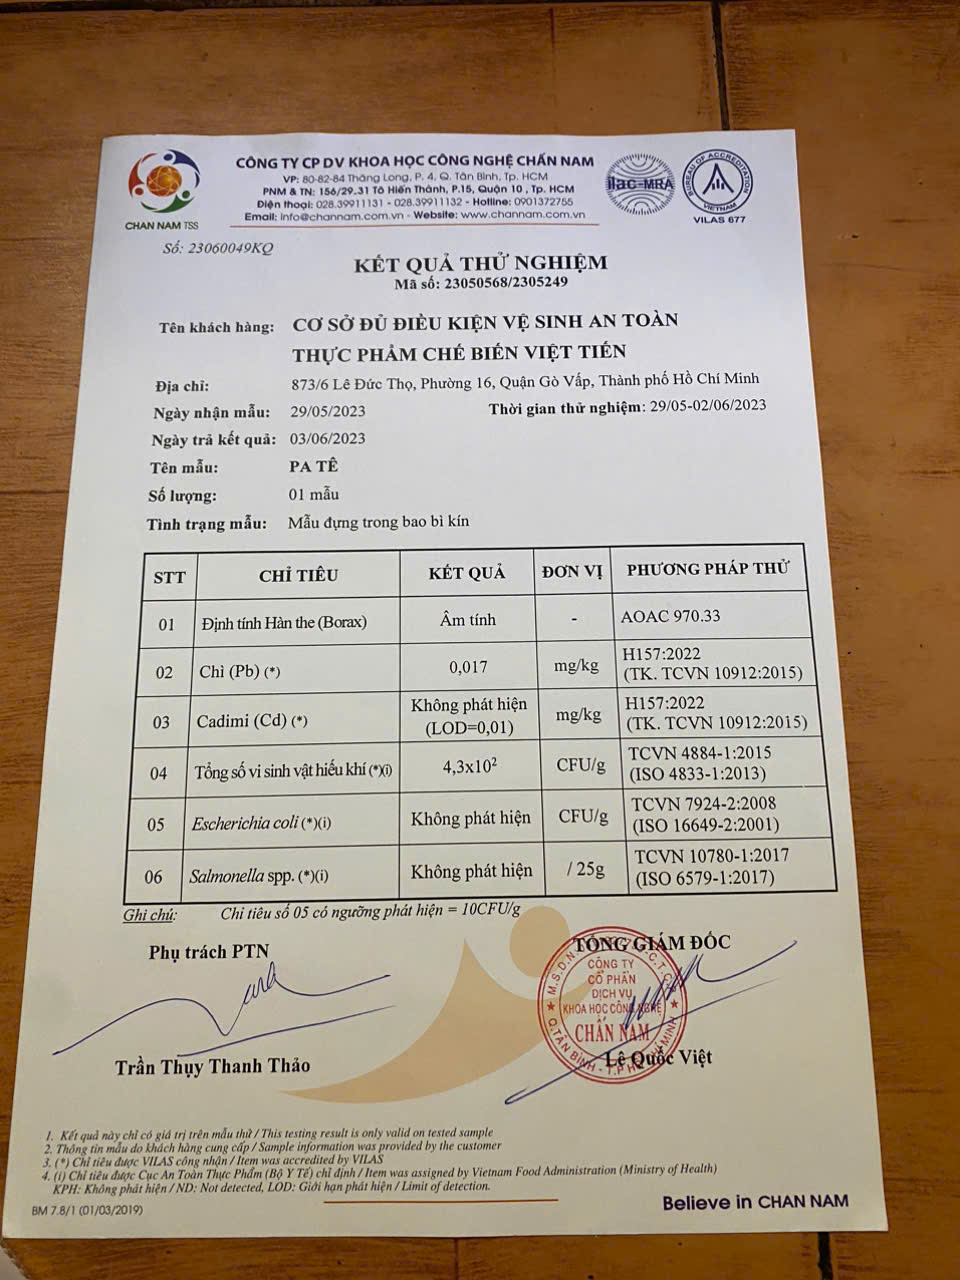 CÔNG TY CP DV KHOA HỌC CÔNG NGHỆ CHẤN NAM
VP: 80-82-84 Thăng Long, P. 4, Q. Tân Bình, Tp. HCM
PNM & TN: 156/29.31 Tô Hiến Thành, P.15, Quận 10 , Tp. HCM
Điện thoại: 028.39911131 - 028.39911132 - Hotline: 0901372755
Email: info@channam.com.vn - Website: www.channam.com.vn
CHAN NAM TSS
ilac-MRA
BUREAU OF ACCREDITATION
VIETNAM
VILAS 677
Số: 23060049KQ
KẾT QUẢ THỬ NGHIỆM
Mã số: 23050568/2305249
Tên khách hàng: CƠ SỞ ĐỦ ĐIỀU KIỆN VỆ SINH AN TOÀN
THỰC PHẨM CHẾ BIẾN VIỆT TIẾN
Địa chỉ: 873/6 Lê Đức Thọ, Phường 16, Quận Gò Vấp, Thành phố Hồ Chí Minh
Ngày nhận mẫu: 29/05/2023 Thời gian thử nghiệm: 29/05-02/06/2023
Ngày trả kết quả: 03/06/2023
Tên mẫu: PA TÊ
Số lượng: 01 mẫu
Tình trạng mẫu: Mẫu đựng trong bao bì kín
STT CHỈ TIÊU KẾT QUẢ ĐƠN VỊ PHƯƠNG PHÁP THỬ
01 Định tính Hàn the (Borax) Âm tính - AOAC 970.33
02 Chì (Pb) (*) 0,017 mg/kg H157:2022
(TK. TCVN 10912:2015)
03 Cadimi (Cd) (*) Không phát hiện mg/kg H157:2022
(LOD=0,01) (TK. TCVN 10912:2015)
04 Tổng số vi sinh vật hiếu khí (*)(i) 4,3x10² CFU/g TCVN 4884-1:2015
(ISO 4833-1:2013)
05 Escherichia coli (*)(i) Không phát hiện CFU/g TCVN 7924-2:2008
(ISO 16649-2:2001)
06 Salmonella spp. (*)(i) Không phát hiện / 25g TCVN 10780-1:2017
(ISO 6579-1:2017)
Ghi chú: Chỉ tiêu số 05 có ngưỡng phát hiện = 10CFU/g
Phụ trách PTN TỔNG GIÁM ĐỐC
CÔNG TY
CỔ PHẦN
DỊCH VỤ
KHOA HỌC CÔNG NGHỆ
CHẤN NAM
Trần Thụy Thanh Thảo Lê Quốc Việt
1. Kết quả này chỉ có giá trị trên mẫu thử / This testing result is only valid on tested sample
2. Thông tin mẫu do khách hàng cung cấp / Sample information was provided by the customer
3. (*) Chỉ tiêu được VILAS công nhận / Item was accredited by VILAS
4. (i) Chỉ tiêu được Cục An Toàn Thực Phẩm (Bộ Y Tế) chỉ định / Item was assigned by Vietnam Food Administration (Ministry of Health)
KPH: Không phát hiện / ND: Not detected, LOD: Giới hạn phát hiện / Limit of detection.
BM 7.8/1 (01/03/2019)
Believe in CHAN NAM